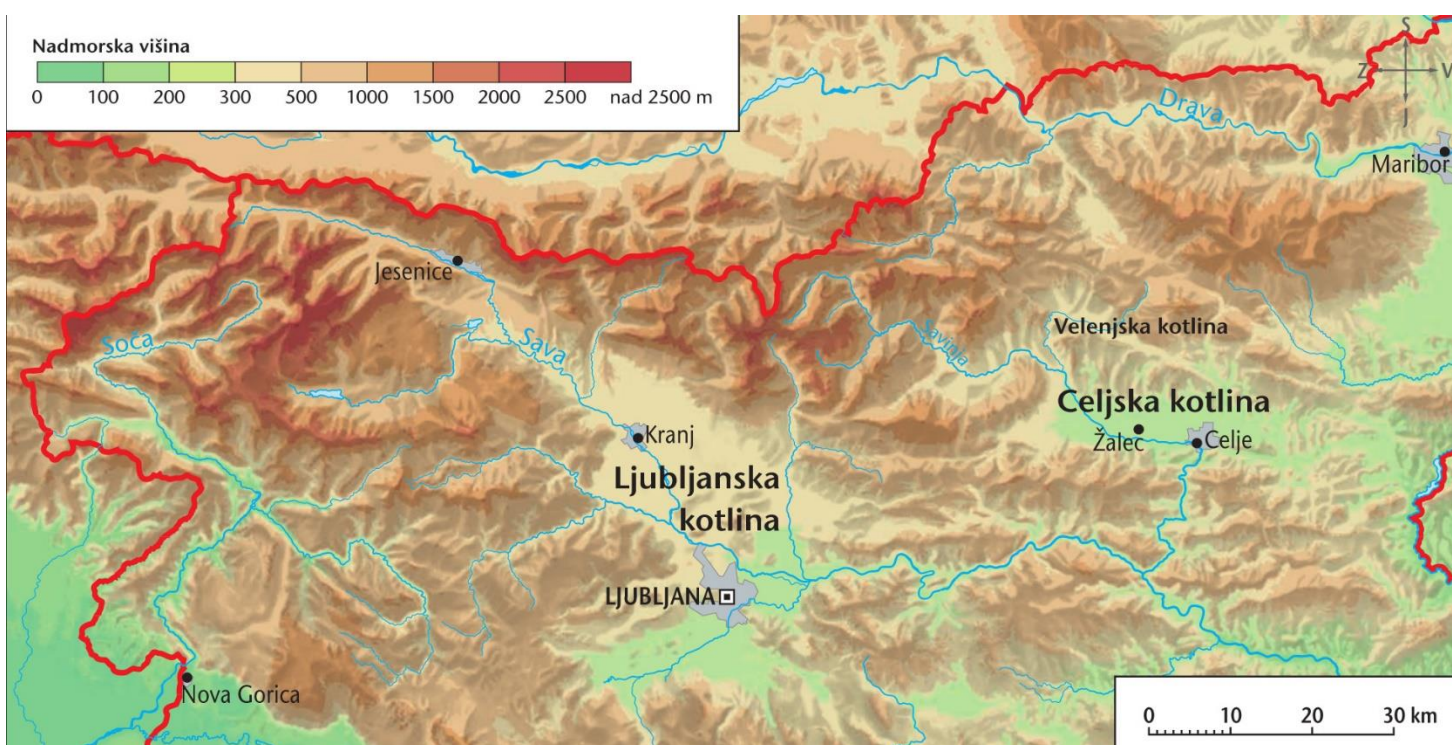 Nadmorska višina
0 100 200 300 500 1000 1500 2000 2500 nad 2500 m
S
Z V
J
Drava
Maribor
Jesenice
Soča
Sava
Savinja
Velenjska kotlina
Celjska kotlina
Žalec
Celje
Kranj
Ljubljanska
kotlina
LJUBLJANA
Nova Gorica
0 10 20 30 km